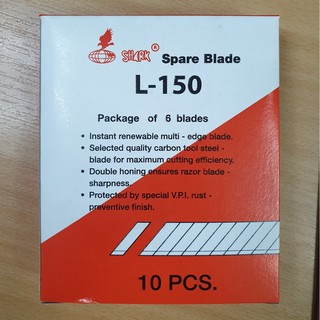 SHARK ® Spare Blade
L-150
Package of 6 blades
• Instant renewable multi - edge blade.
• Selected quality carbon tool steel -
blade for maximum cutting efficiency.
• Double honing ensures razor blade -
sharpness.
• Protected by special V.P.I. rust -
preventive finish.
10 PCS.